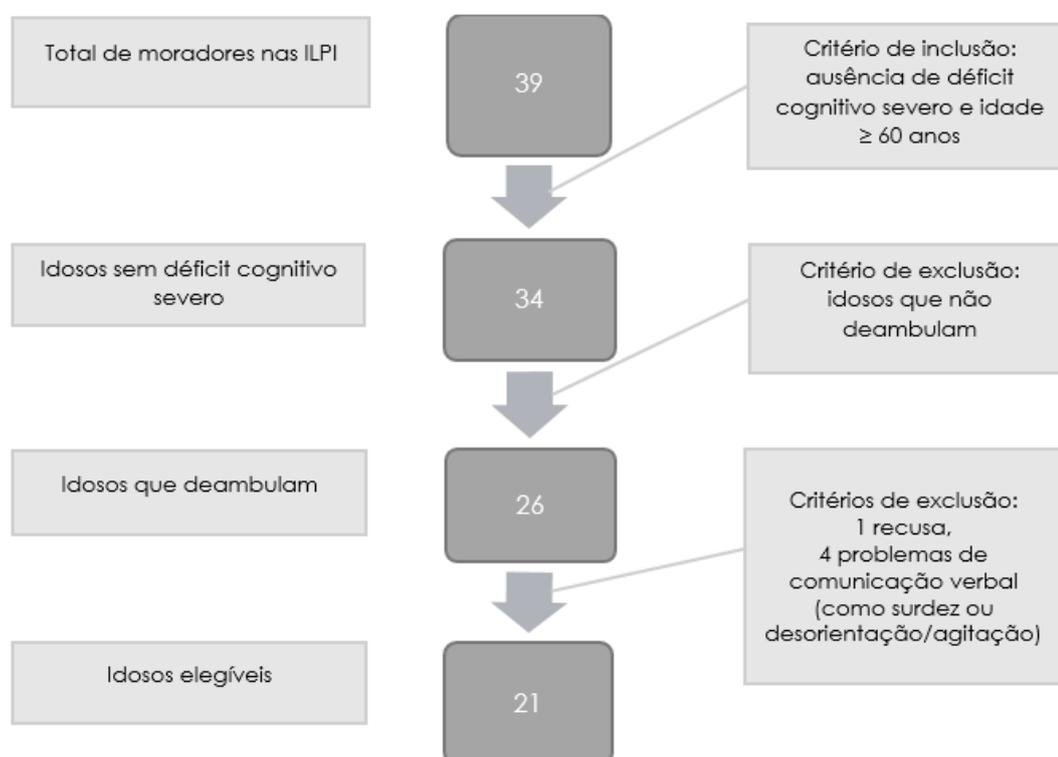 Total de moradores nas ILPI
39
Critério de inclusão:
ausência de déficit
cognitivo severo e idade
≥ 60 anos
Idosos sem déficit cognitivo
severo
34
Critério de exclusão:
idosos que não
deambulam
Idosos que deambulam
26
Critérios de exclusão:
1 recusa,
4 problemas de
comunicação verbal
(como surdez ou
desorientação/agitação)
Idosos elegíveis
21